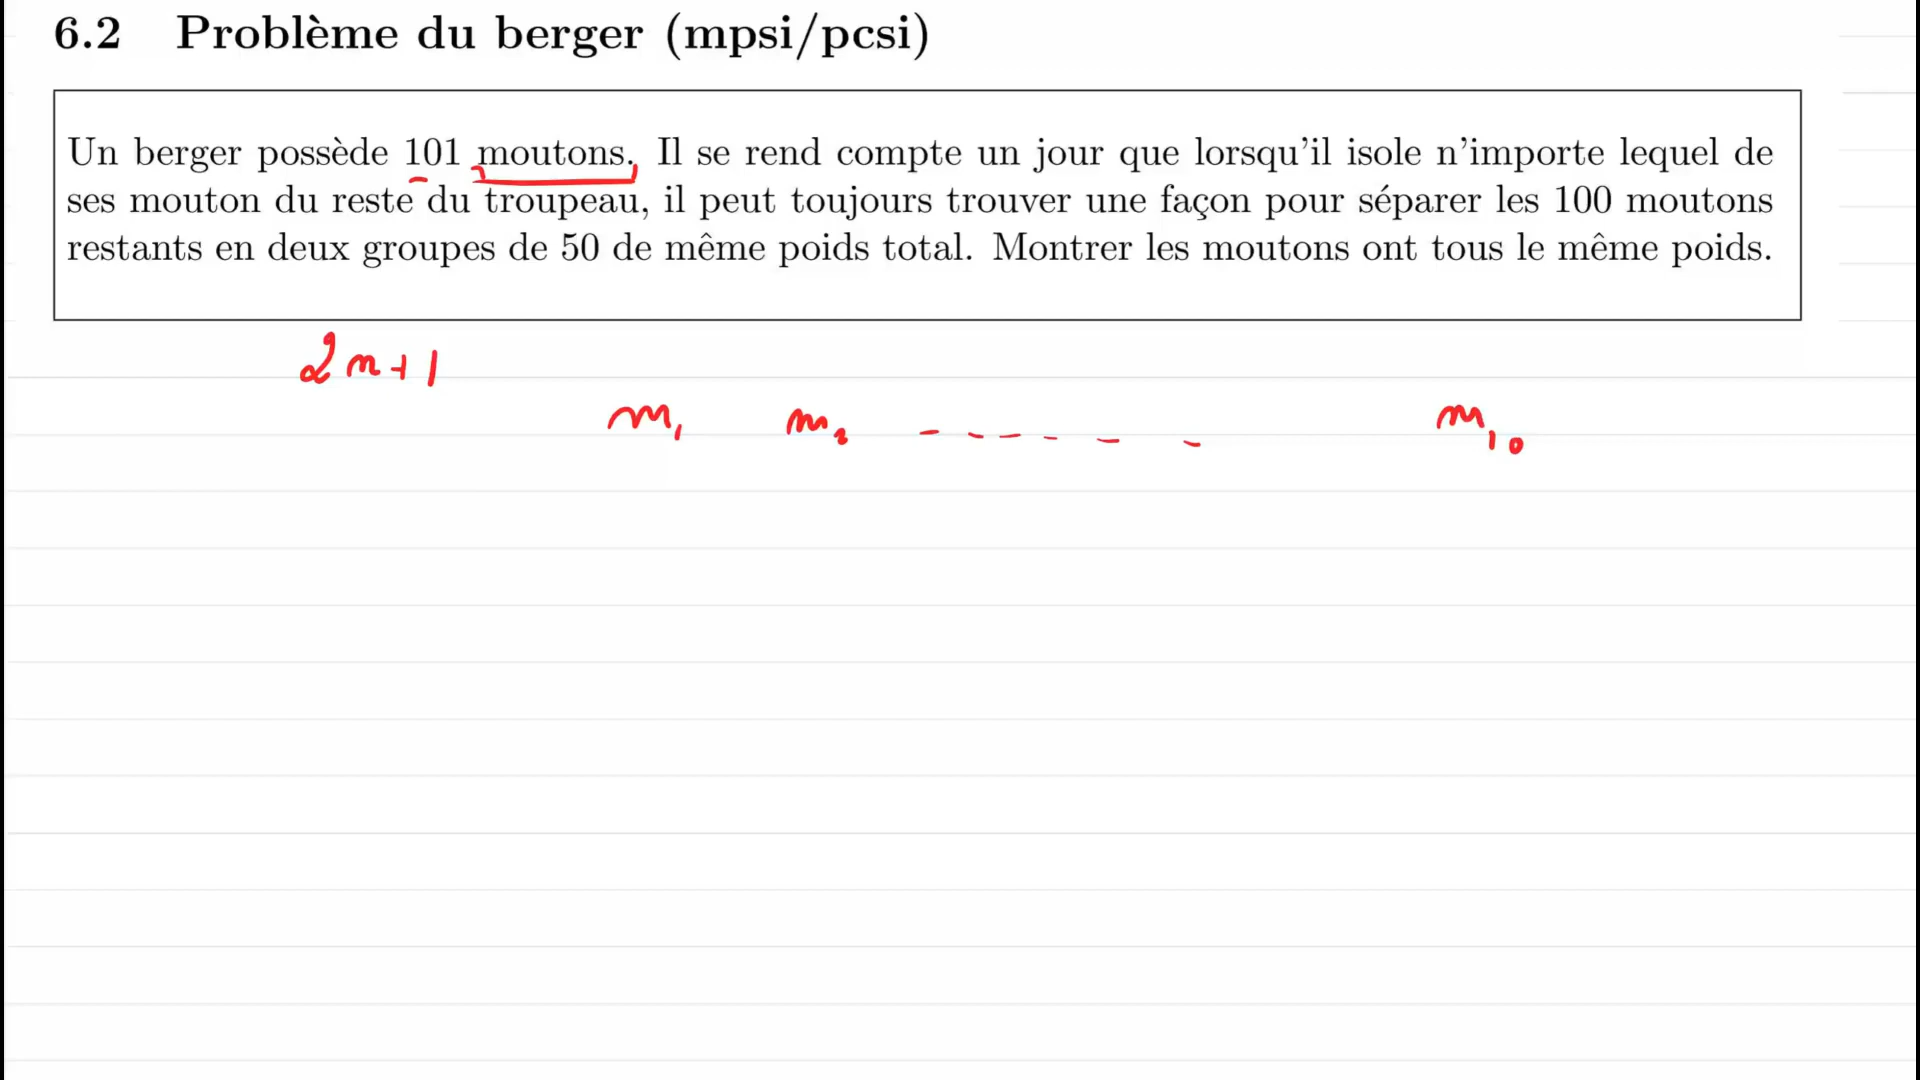 6.2 Problème du berger (mpsi/pcsi)
Un berger possède 101 moutons. Il se rend compte un jour que lorsqu'il isole n'importe lequel de
ses mouton du reste du troupeau, il peut toujours trouver une façon pour séparer les 100 moutons
restants en deux groupes de 50 de même poids total. Montrer les moutons ont tous le même poids.
2n+1
m₁ m₂ - - - - - - m₁₀